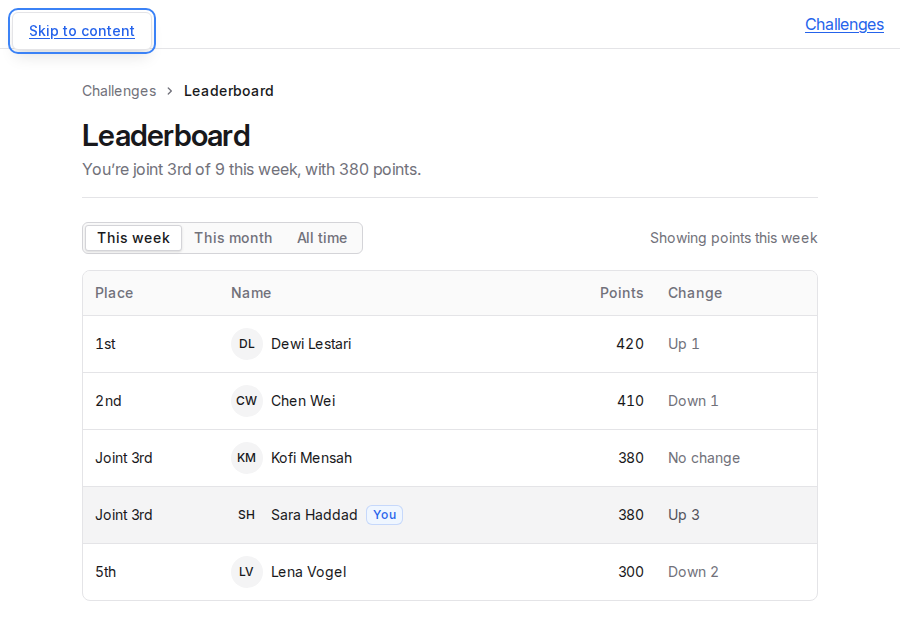 Skip to content
Challenges
Challenges > Leaderboard
Leaderboard
You're joint 3rd of 9 this week, with 380 points.
This week This month All time Showing points this week
Place Name Points Change
1st DL Dewi Lestari 420 Up 1
2nd CW Chen Wei 410 Down 1
Joint 3rd KM Kofi Mensah 380 No change
Joint 3rd SH Sara Haddad You 380 Up 3
5th LV Lena Vogel 300 Down 2